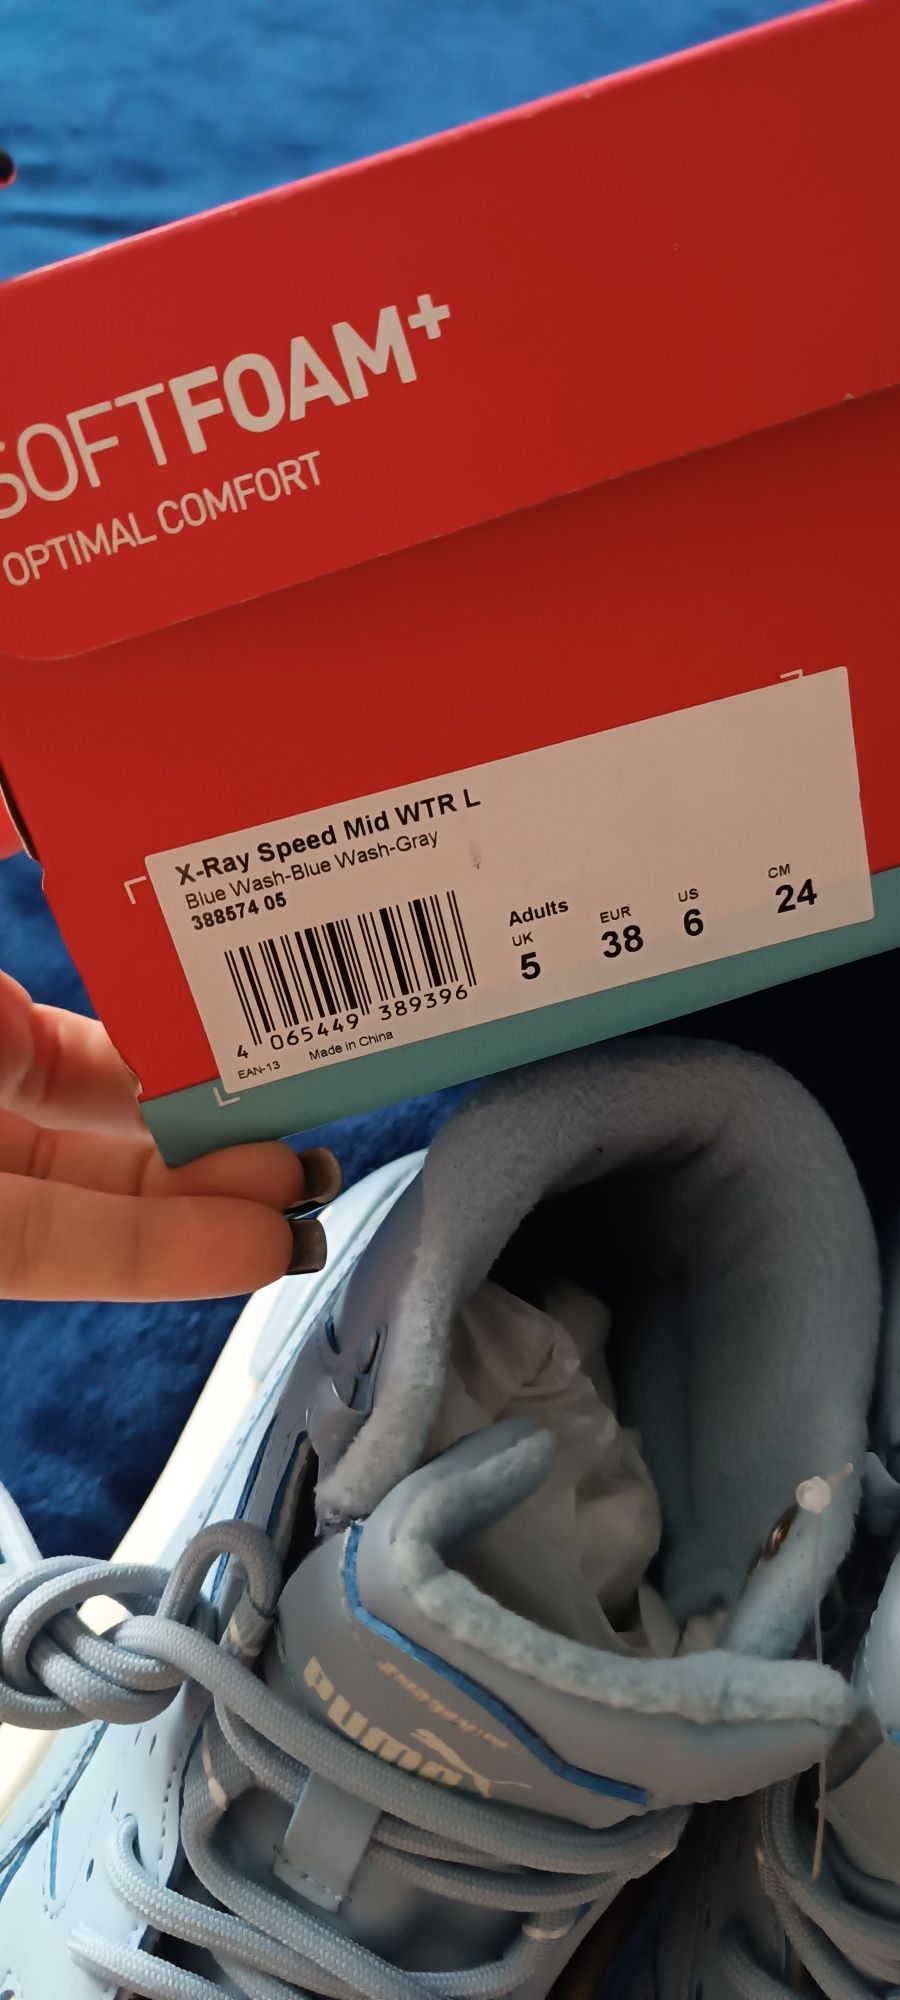 SOFTFOAM+
OPTIMAL COMFORT
X-Ray Speed Mid WTR L
Blue Wash-Blue Wash-Gray
388574 05
Adults
UK EUR US CM
5 38 6 24
4 065449 389396
EAN-13 Made in China
PUMA